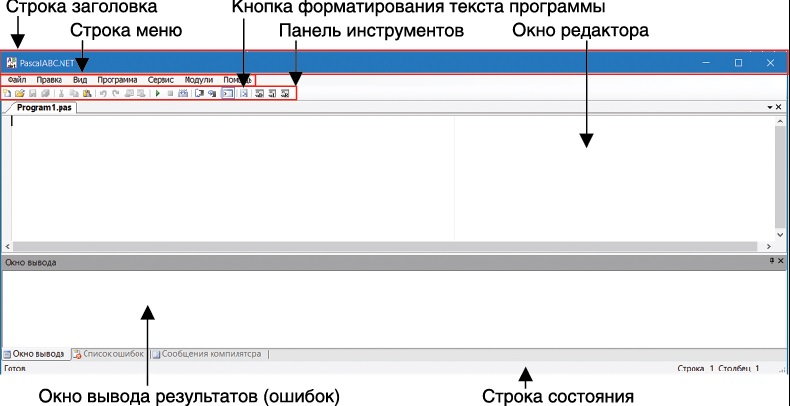 Строка заголовка
Кнопка форматирования текста программы
Строка меню
Панель инструментов
Окно редактора
PascalABC.NET
Файл Правка Вид Программа Сервис Модули Помощь
Program1.pas
Окно вывода
Окно вывода Список ошибок Сообщения компилятора
Готов
Строка 1 Столбец 1
Окно вывода результатов (ошибок)
Строка состояния